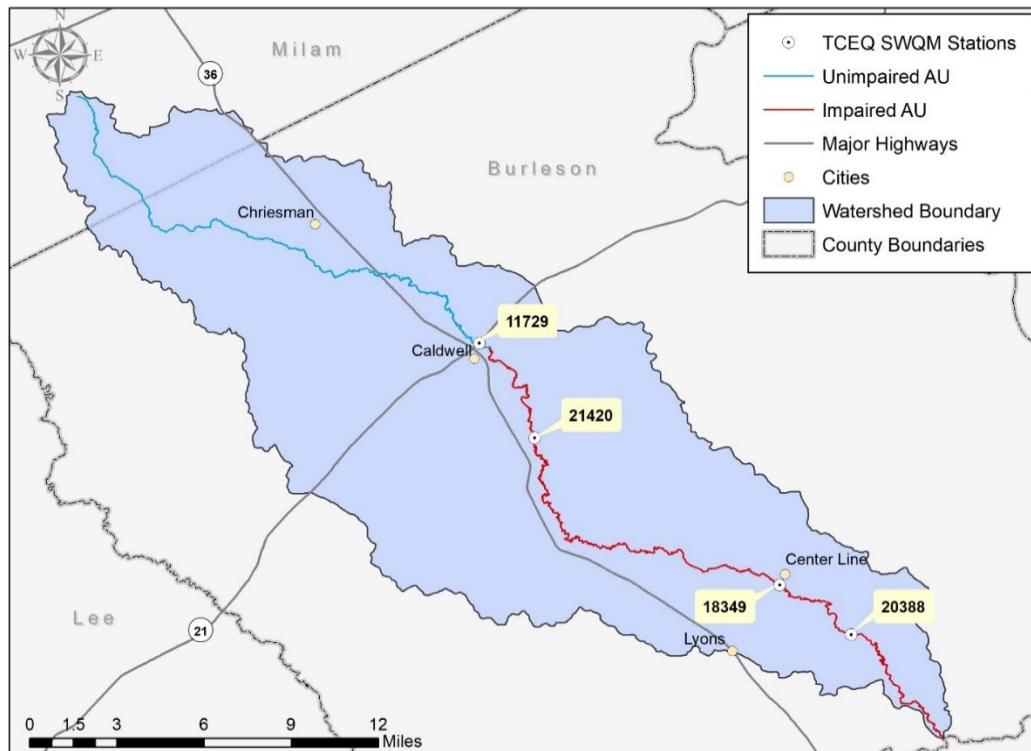 N
W
E
S
Milam
36
TCEQ SWQM Stations
Unimpaired AU
Impaired AU
Major Highways
Cities
Watershed Boundary
County Boundaries
Burleson
Chriesman
11729
Caldwell
21420
Center Line
18349
20388
Lee
21
Lyons
0 1.5 3 6 9 12
Miles